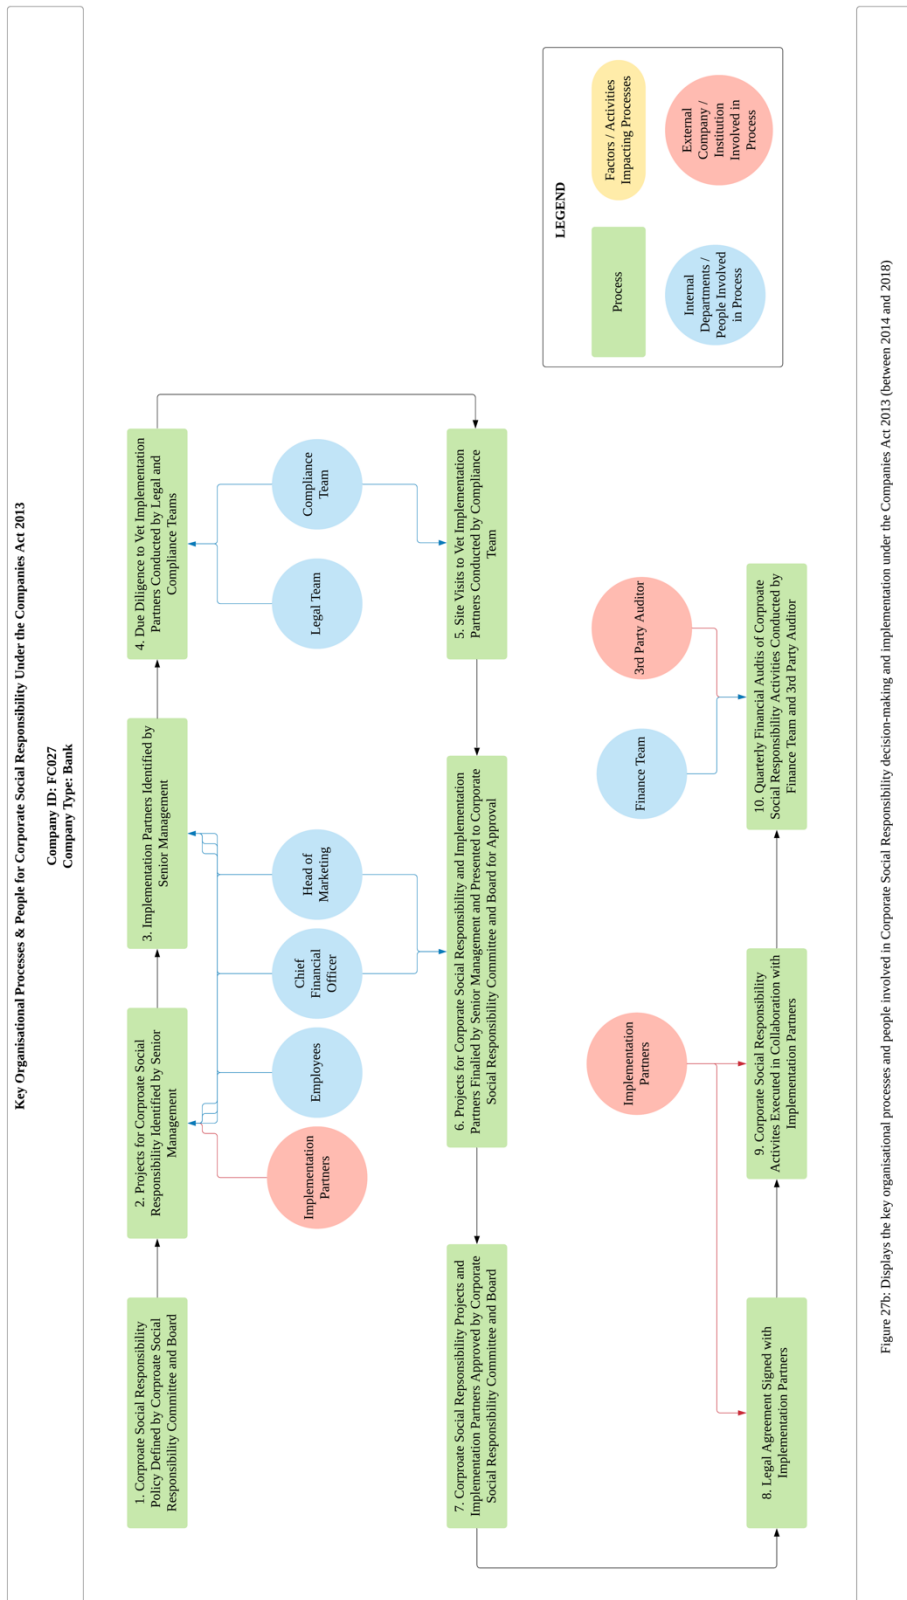 Key Organisational Processes & People for Corporate Social Responsibility Under the Companies Act 2013
Company ID: FC027
Company Type: Bank
1. Corproate Social Responsibility
Policy Defined by Corproate Social
Responsibility Committee and Board
2. Projects for Corproate Social
Responsibility Identified by Senior
Management
3. Implementation Partners Identified by
Senior Management
4. Due Diligence to Vet Implementation
Partners Conducted by Legal and
Compliance Teams
Implementation
Partners
Employees
Chief
Financial
Officer
Head of
Marketing
Legal Team
Compliance
Team
5. Site Visits to Vet Implementation
Partners Conducted by Compliance
Team
6. Projects for Corporate Social Responsibility and Implementation
Partners Finalied by Senior Management and Presented to Corporate
Social Responsibility Committee and Board for Approval
7. Corproate Social Repsonsibility Projects and
Implementation Partners Approved by Corporate
Social Responsibility Committee and Board
Implementation
Partners
Finance Team
3rd Party Auditor
8. Legal Agreement Signed with
Implementation Partners
9. Corporate Social Responsibility
Activites Executed in Collaboration with
Implementation Partners
10. Quarterly Financial Audtis of Corproate
Social Responsibility Activities Conducted by
Finance Team and 3rd Party Auditor
LEGEND
Process
Factors / Activities
Impacting Processes
Internal
Departments /
People Involved
in Process
External
Company /
Institution
Involved in
Process
Figure 27b: Displays the key organisational processes and people involved in Corporate Social Responsibility decision-making and implementation under the Companies Act 2013 (between 2014 and 2018)